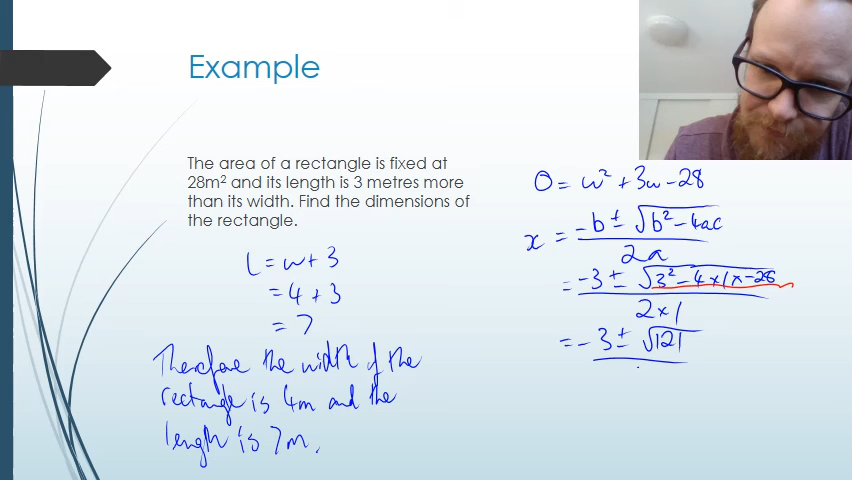 Example
The area of a rectangle is fixed at
28m² and its length is 3 metres more
than its width. Find the dimensions of
the rectangle.
L = w + 3
= 4 + 3
= 7
Therefore the width of the
rectangle is 4m and the
length is 7m.
0 = w² + 3w - 28
x = (-b ± √(b² - 4ac)) / 2a
= (-3 ± √(3² - 4 × 1 × -28)) / 2 × 1
= -3 ± √121